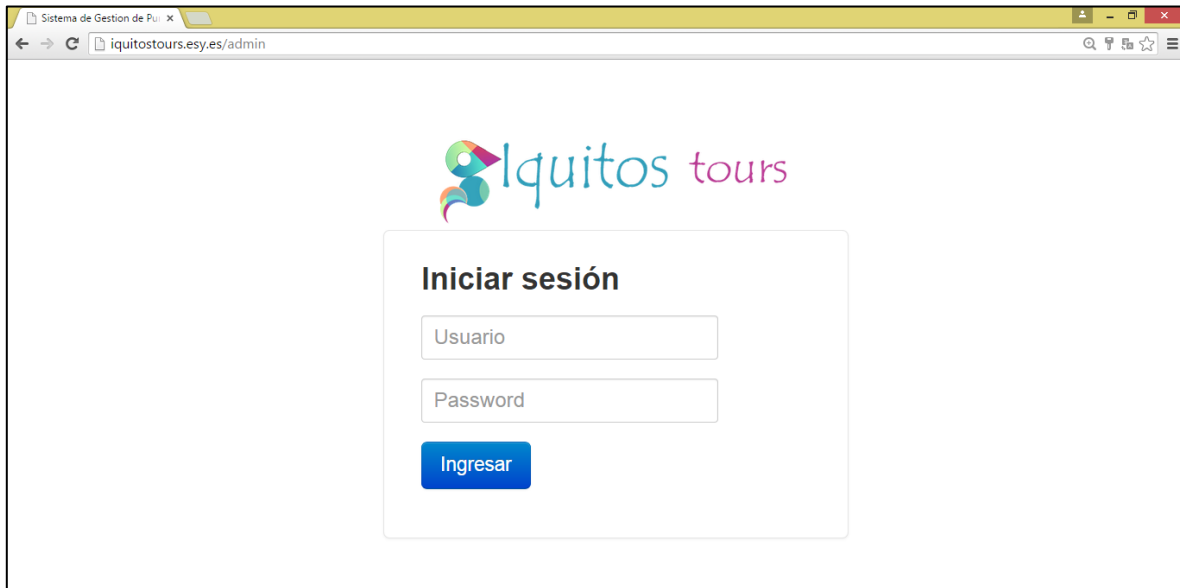 Sistema de Gestion de Pu
iquitostours.esy.es/admin
Iquitos tours
Iniciar sesión
Usuario
Password
Ingresar